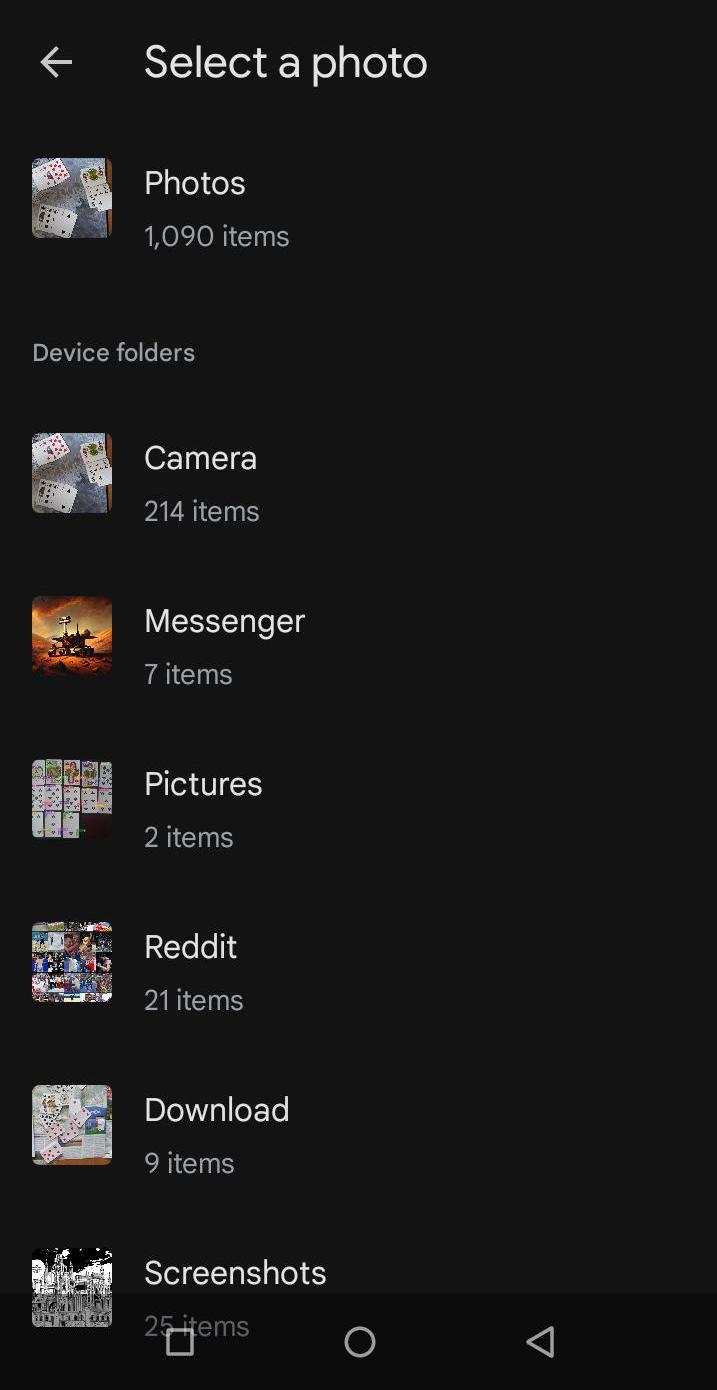 Select a photo
Photos
1,090 items
Device folders
Camera
214 items
Messenger
7 items
Pictures
2 items
Reddit
21 items
Download
9 items
Screenshots
25 items